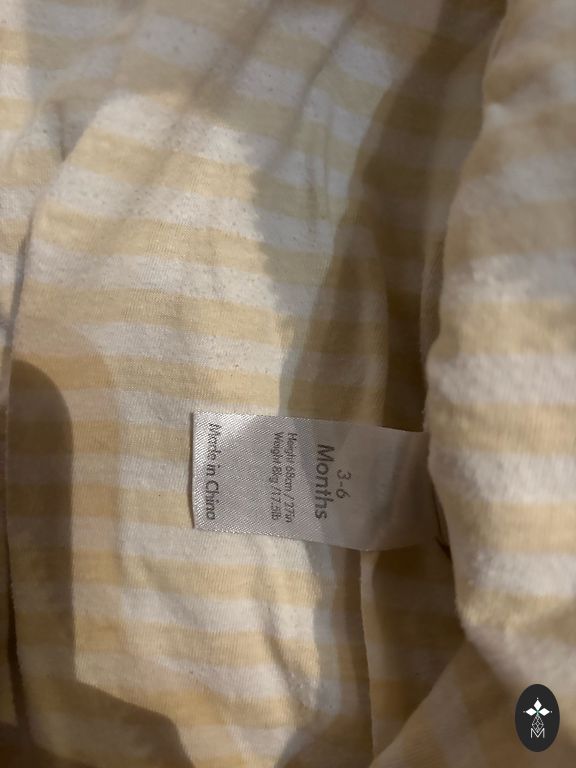 3-6
Months
Height 68cm / 27in
Weight 8kg / 17.5lb
Made in China
M